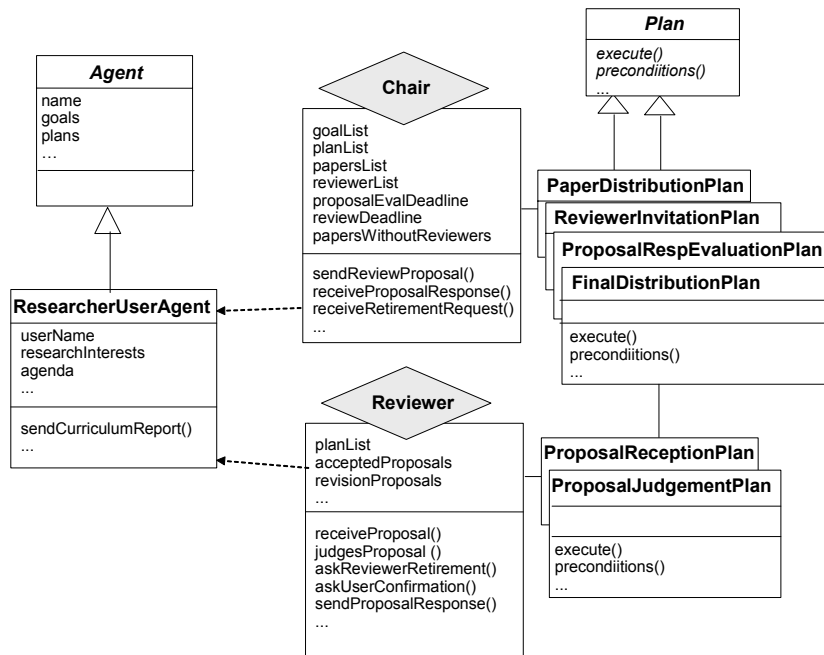 Agent
name
goals
plans
...
ResearcherUserAgent
userName
researchInterests
agenda
...
sendCurriculumReport()
...
Chair
goalList
planList
papersList
reviewerList
proposalEvalDeadline
reviewDeadline
papersWithoutReviewers
sendReviewProposal()
receiveProposalResponse()
receiveRetirementRequest()
...
Reviewer
planList
acceptedProposals
revisionProposals
...
receiveProposal()
judgesProposal ()
askReviewerRetirement()
askUserConfirmation()
sendProposalResponse()
...
Plan
execute()
precondiitions()
...
PaperDistributionPlan
ReviewerInvitationPlan
ProposalRespEvaluationPlan
FinalDistributionPlan
execute()
precondiitions()
...
ProposalReceptionPlan
ProposalJudgementPlan
execute()
precondiitions()
...